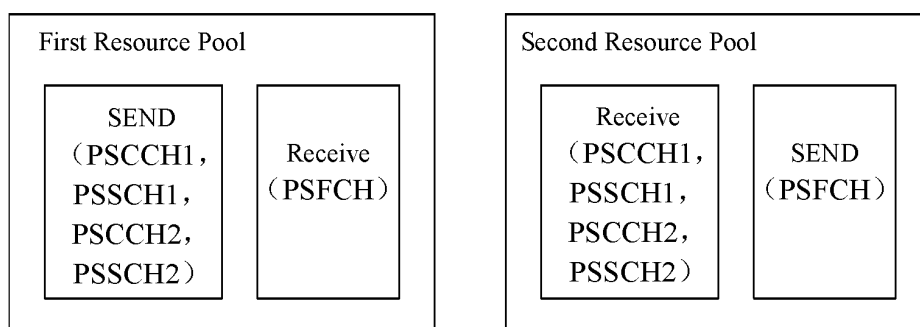 First Resource Pool
SEND
（PSCCH1，
PSSCH1，
PSCCH2，
PSSCH2）
Receive
（PSFCH）
Second Resource Pool
Receive
（PSCCH1，
PSSCH1，
PSCCH2，
PSSCH2）
SEND
（PSFCH）